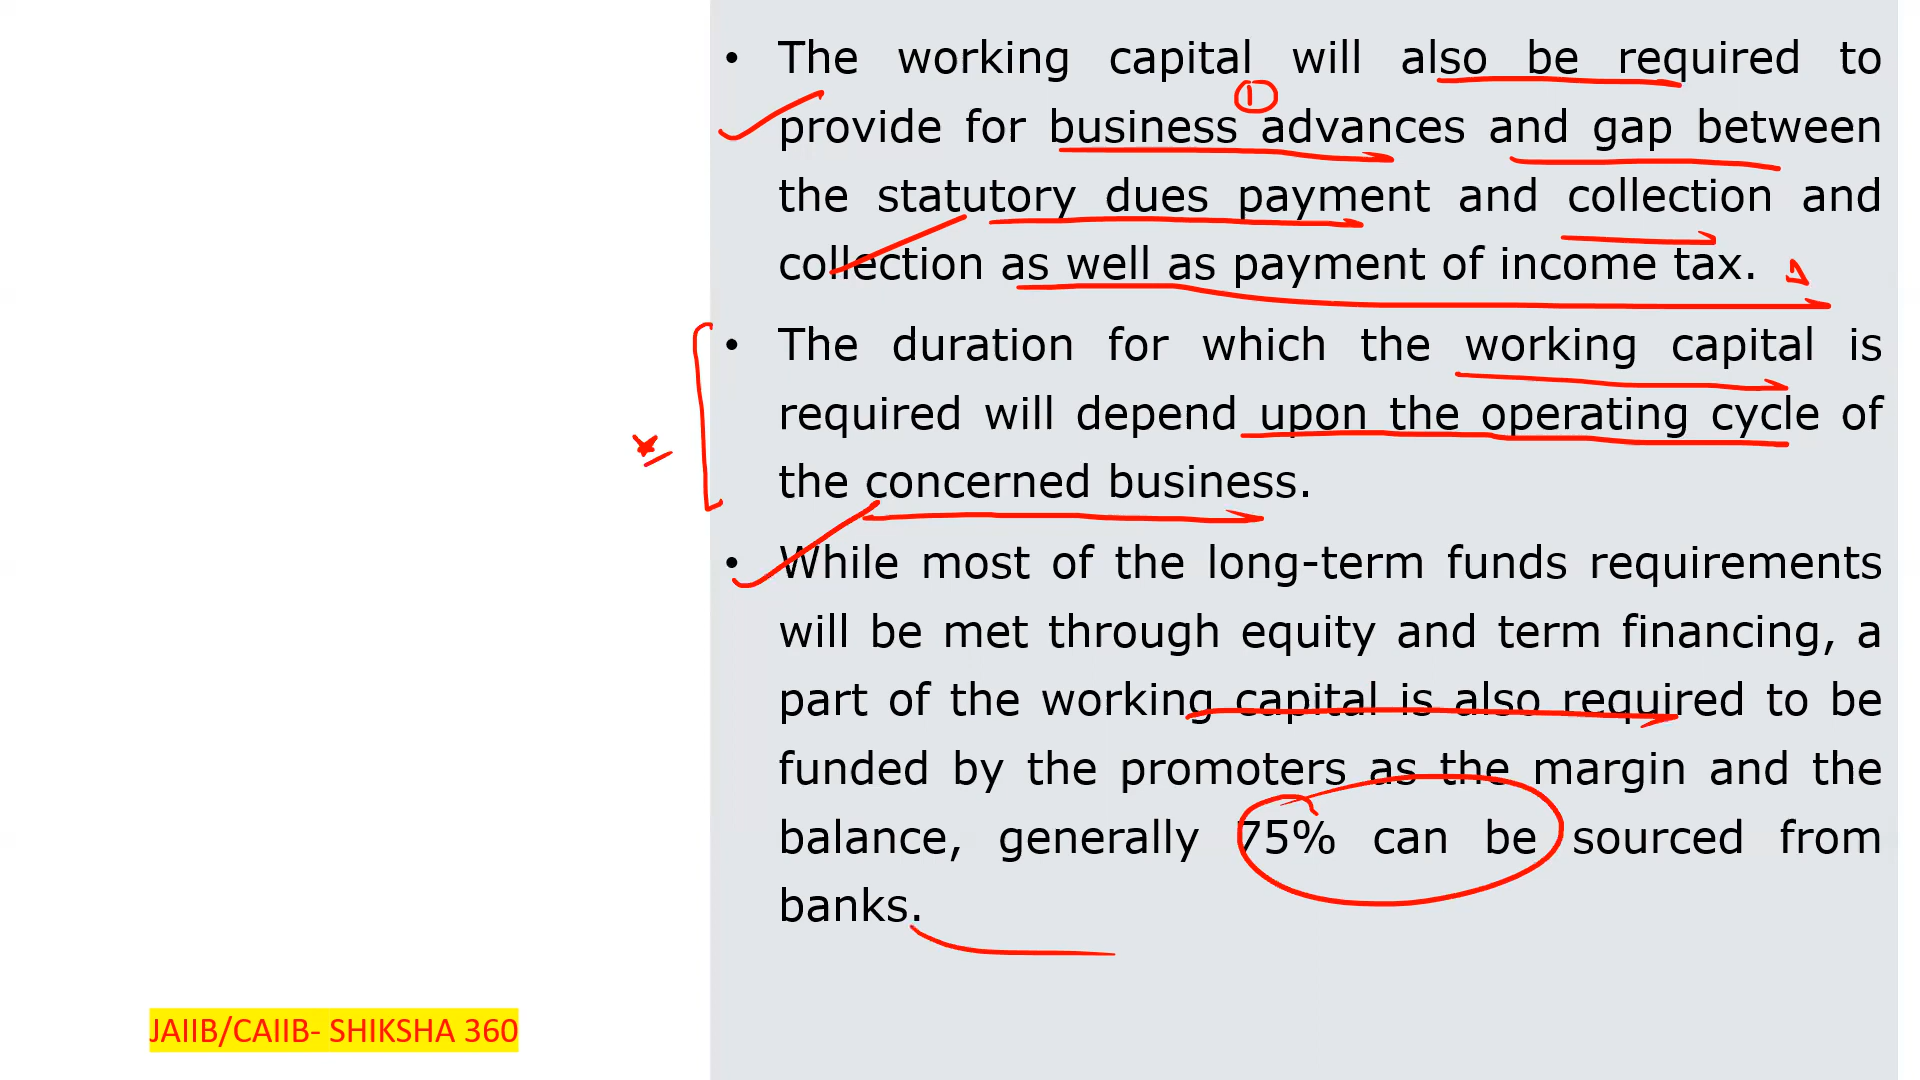 • The working capital will also be required to
provide for business advances and gap between
the statutory dues payment and collection and
collection as well as payment of income tax.
• The duration for which the working capital is
required will depend upon the operating cycle of
the concerned business.
• While most of the long-term funds requirements
will be met through equity and term financing, a
part of the working capital is also required to be
funded by the promoters as the margin and the
balance, generally 75% can be sourced from
banks.
JAIIB/CAIIB- SHIKSHA 360